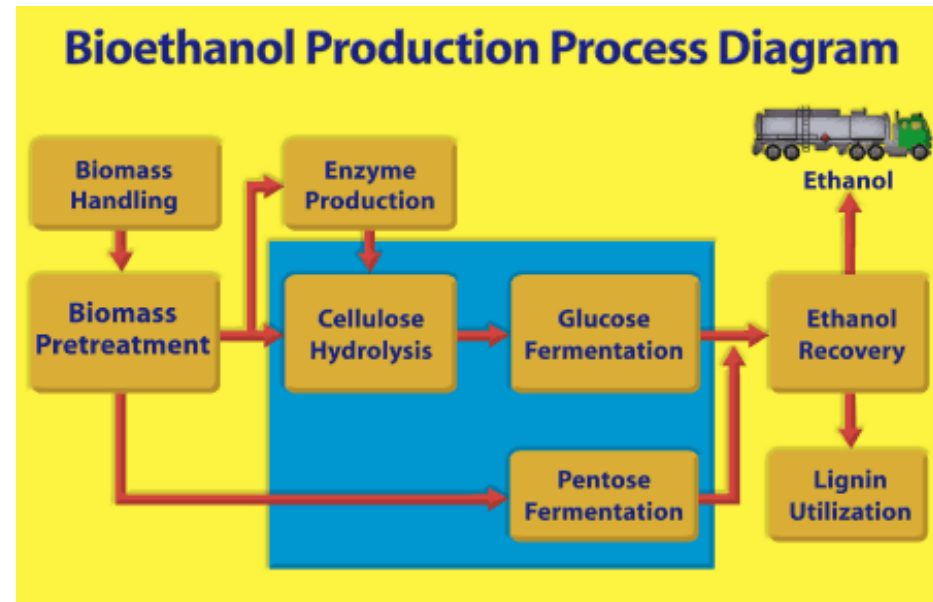 Bioethanol Production Process Diagram
Biomass
Handling
Enzyme
Production
Ethanol
Biomass
Pretreatment
Cellulose
Hydrolysis
Glucose
Fermentation
Ethanol
Recovery
Pentose
Fermentation
Lignin
Utilization